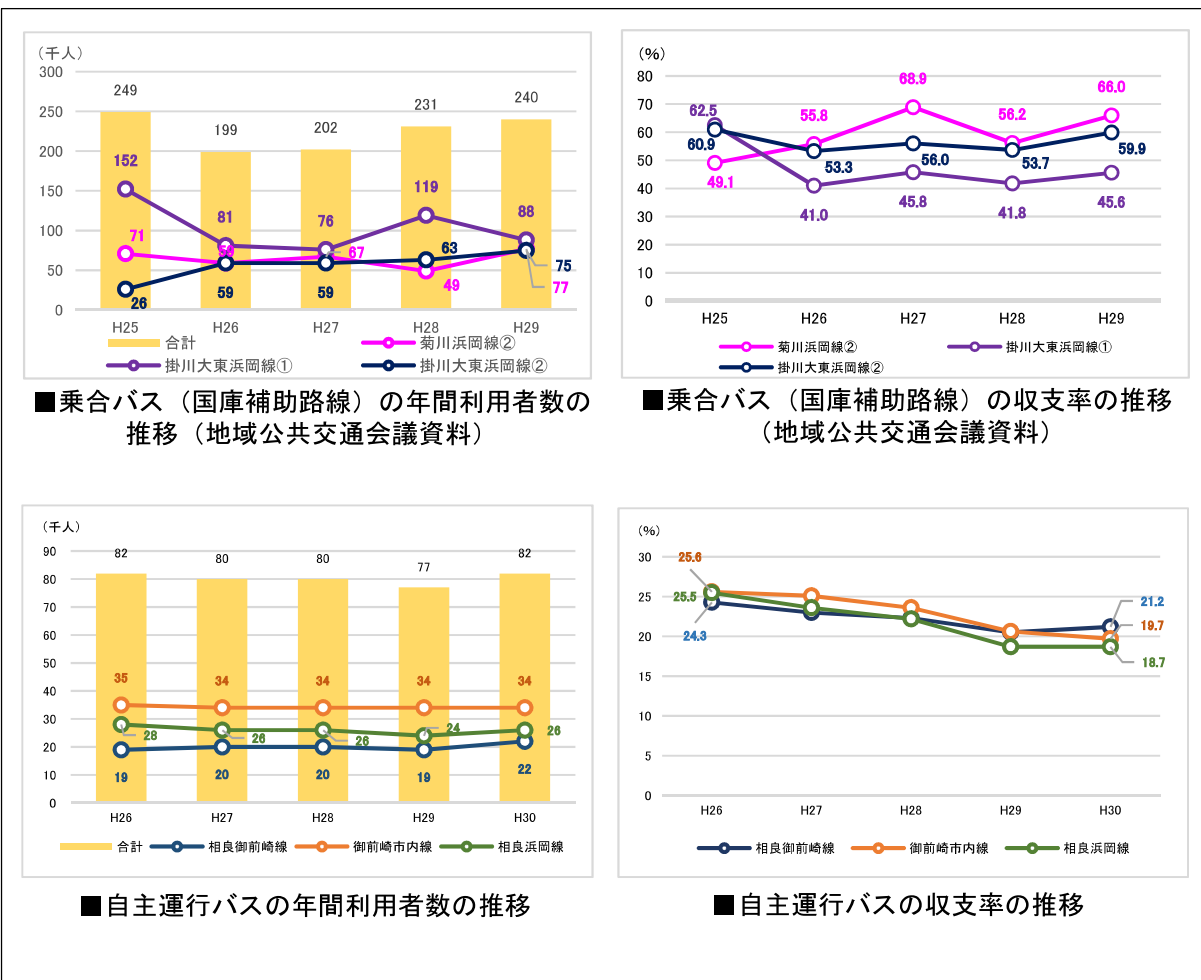 （千人）
300
250
200
150
100
50
0
249
199
202
231
240
152
81
76
119
88
71
59
67
49
77
26
59
59
63
75
H25
H26
H27
H28
H29
合計
菊川浜岡線②
掛川大東浜岡線①
掛川大東浜岡線②
■乗合バス（国庫補助路線）の年間利用者数の
推移（地域公共交通会議資料）
（%）
80
70
60
50
40
30
20
10
0
62.5
55.8
68.9
56.2
66.0
60.9
53.3
56.0
53.7
59.9
49.1
41.0
45.8
41.8
45.6
H25
H26
H27
H28
H29
菊川浜岡線②
掛川大東浜岡線①
掛川大東浜岡線②
■乗合バス（国庫補助路線）の収支率の推移
（地域公共交通会議資料）
（千人）
90
80
70
60
50
40
30
20
10
0
82
80
80
77
82
35
34
34
34
34
28
26
26
24
26
19
20
20
19
22
H26
H27
H28
H29
H30
合計
相良御前崎線
御前崎市内線
相良浜岡線
■自主運行バスの年間利用者数の推移
（%）
30
25
20
15
10
5
0
25.6
25.5
24.3
21.2
19.7
18.7
H26
H27
H28
H29
H30
相良御前崎線
御前崎市内線
相良浜岡線
■自主運行バスの収支率の推移